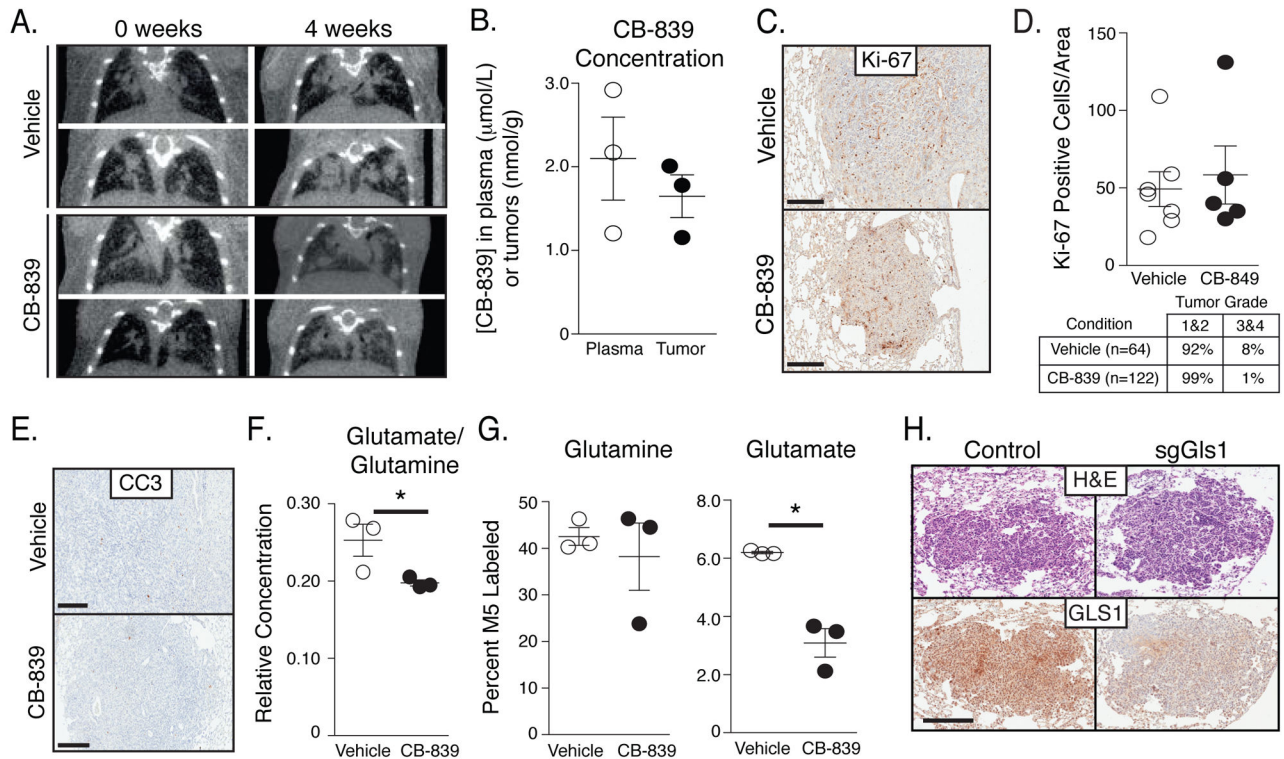 A.
0 weeks
4 weeks
Vehicle
CB-839
B.
CB-839
Concentration
[CB-839] in plasma (μmol/L)
or tumors (nmol/g)
3.0
2.0
1.0
0
Plasma
Tumor
C.
Ki-67
Vehicle
CB-839
D.
Ki-67 Positive CellS/Area
150
100
50
0
Vehicle
CB-849
Tumor Grade
Condition 1&2 3&4
Vehicle (n=64) 92% 8%
CB-839 (n=122) 99% 1%
E.
CC3
Vehicle
CB-839
F.
Glutamate/
Glutamine
Relative Concentration
0.30
0.20
0.10
0
*
Vehicle
CB-839
G.
Glutamine
Percent M5 Labeled
50
40
30
20
10
0
Vehicle
CB-839
Glutamate
8.0
6.0
4.0
2.0
0
*
Vehicle
CB-839
H.
Control
sgGls1
H&E
GLS1